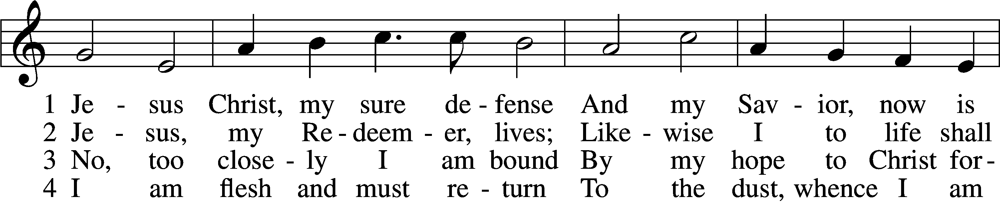 1 Je - sus Christ, my sure de - fense And my Sav - ior, now is
2 Je - sus, my Re - deem - er, lives; Like - wise I to life shall
3 No, too close - ly I am bound By my hope to Christ for -
4 I am flesh and must re - turn To the dust, whence I am